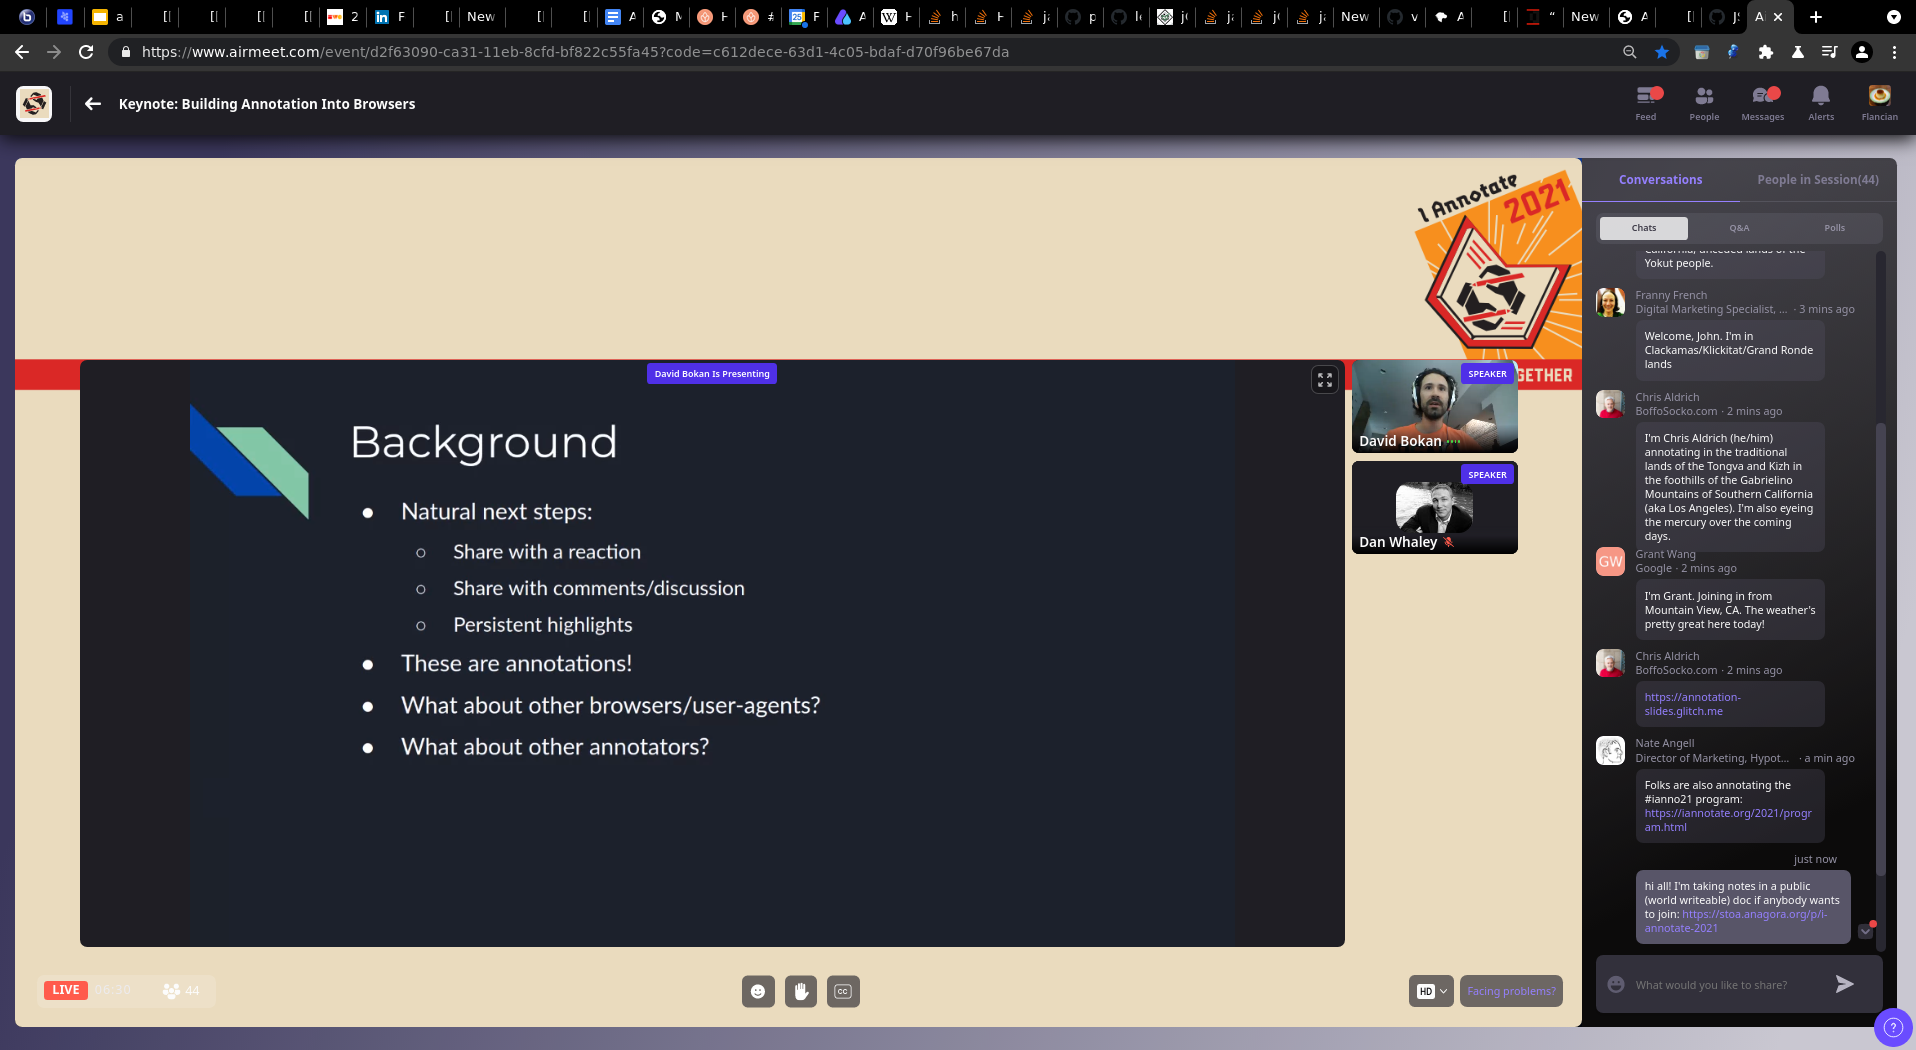 a
2
F
New
New
New
https://www.airmeet.com/event/d2f63090-ca31-11eb-8cfd-bf822c55fa45?code=c612dece-63d1-4c05-bdaf-d70f96be67da
Keynote: Building Annotation Into Browsers
Feed
People
Messages
Alerts
Flancian
I Annotate
2021
GETHER
David Bokan Is Presenting
Background
Natural next steps:
Share with a reaction
Share with comments/discussion
Persistent highlights
These are annotations!
What about other browsers/user-agents?
What about other annotators?
SPEAKER
David Bokan
SPEAKER
Dan Whaley
LIVE
06:30
44
CC
HD
Facing problems?
Conversations
People in Session(44)
Chats
Q&A
Polls
California, unceded lands of the
Yokut people.
Franny French
Digital Marketing Specialist, ... · 3 mins ago
Welcome, John. I'm in
Clackamas/Klickitat/Grand Ronde
lands
Chris Aldrich
BoffoSocko.com · 2 mins ago
I'm Chris Aldrich (he/him)
annotating in the traditional
lands of the Tongva and Kizh in
the foothills of the Gabrielino
Mountains of Southern California
(aka Los Angeles). I'm also eyeing
the mercury over the coming
days.
GW
Grant Wang
Google · 2 mins ago
I'm Grant. Joining in from
Mountain View, CA. The weather's
pretty great here today!
Chris Aldrich
BoffoSocko.com · 2 mins ago
https://annotation-
slides.glitch.me
Nate Angell
Director of Marketing, Hypot... · a min ago
Folks are also annotating the
#ianno21 program:
https://iannotate.org/2021/progr
am.html
just now
hi all! I'm taking notes in a public
(world writeable) doc if anybody wants
to join: https://stoa.anagora.org/p/i-
annotate-2021
What would you like to share?